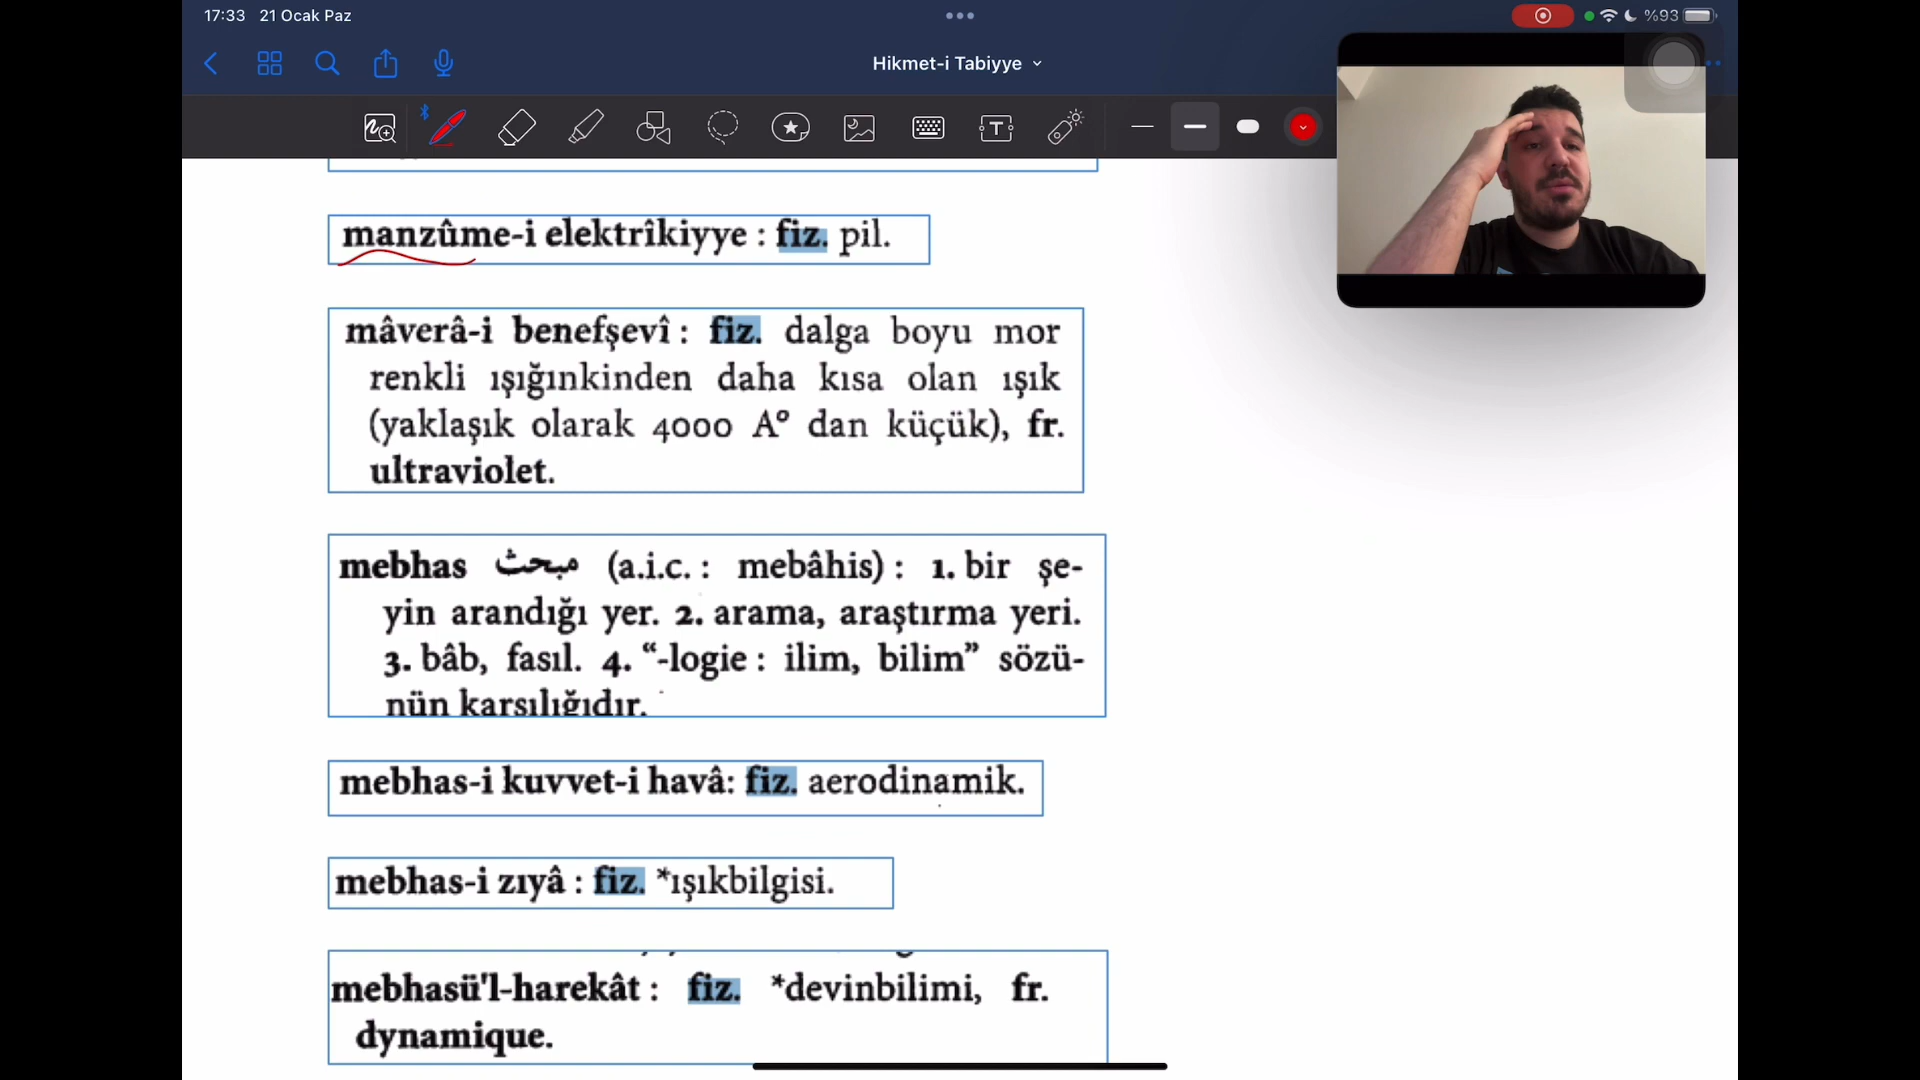 17:33 21 Ocak Paz
%93
Hikmet-i Tabiyye
manzûme-i elektrîkiyye : fiz. pil.
mâverâ-i benefşevî : fiz. dalga boyu mor
renkli ışığınkinden daha kısa olan ışık
(yaklaşık olarak 4000 Aº dan küçük), fr.
ultraviolet.
mebhas مبحث (a.i.c. : mebâhis) : 1. bir şe-
yin arandığı yer. 2. arama, araştırma yeri.
3. bâb, fasıl. 4. “-logie : ilim, bilim” sözü-
nün karşılığıdır.
mebhas-i kuvvet-i havâ: fiz. aerodinamik.
mebhas-i zıyâ : fiz. *ışıkbilgisi.
mebhasü'l-harekât : fiz. *devinbilimi, fr.
dynamique.